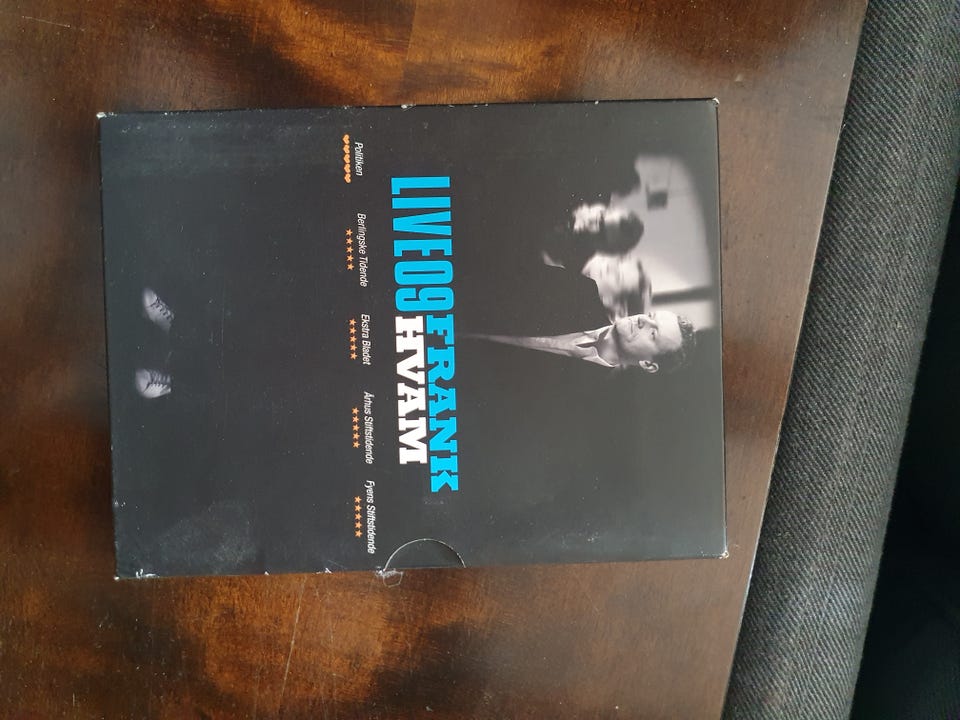 LIVE09 FRANK
HVAM
Politiken
Berlingske Tidende
Ekstra Bladet
Århus Stiftstidende
Fyens Stiftstidende